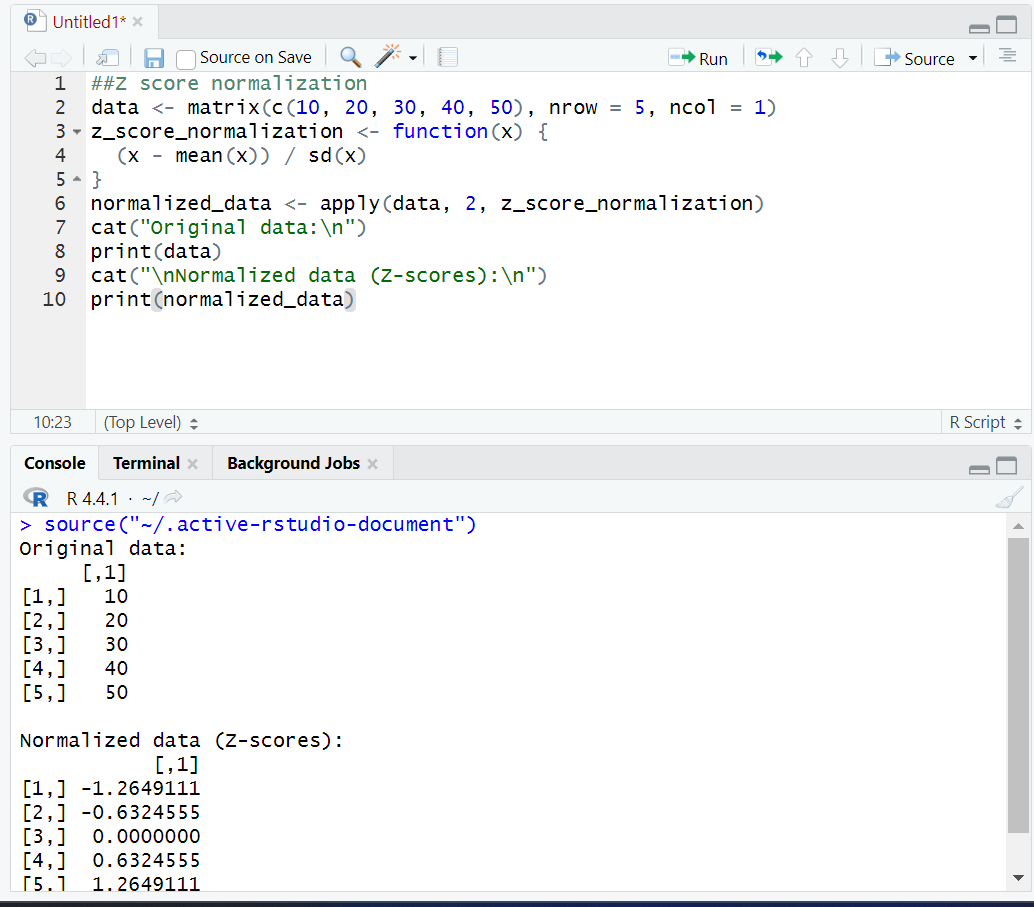 Untitled1*
Source on Save Run Source
1 ##Z score normalization
2 data <- matrix(c(10, 20, 30, 40, 50), nrow = 5, ncol = 1)
3 z_score_normalization <- function(x) {
4   (x - mean(x)) / sd(x)
5 }
6 normalized_data <- apply(data, 2, z_score_normalization)
7 cat("Original data:\n")
8 print(data)
9 cat("\nNormalized data (Z-scores):\n")
10 print(normalized_data)
10:23 (Top Level) R Script
Console Terminal Background Jobs
R R 4.4.1 · ~/
> source("~/.active-rstudio-document")
Original data:
     [,1]
[1,]   10
[2,]   20
[3,]   30
[4,]   40
[5,]   50
Normalized data (Z-scores):
           [,1]
[1,] -1.2649111
[2,] -0.6324555
[3,]  0.0000000
[4,]  0.6324555
[5,]  1.2649111